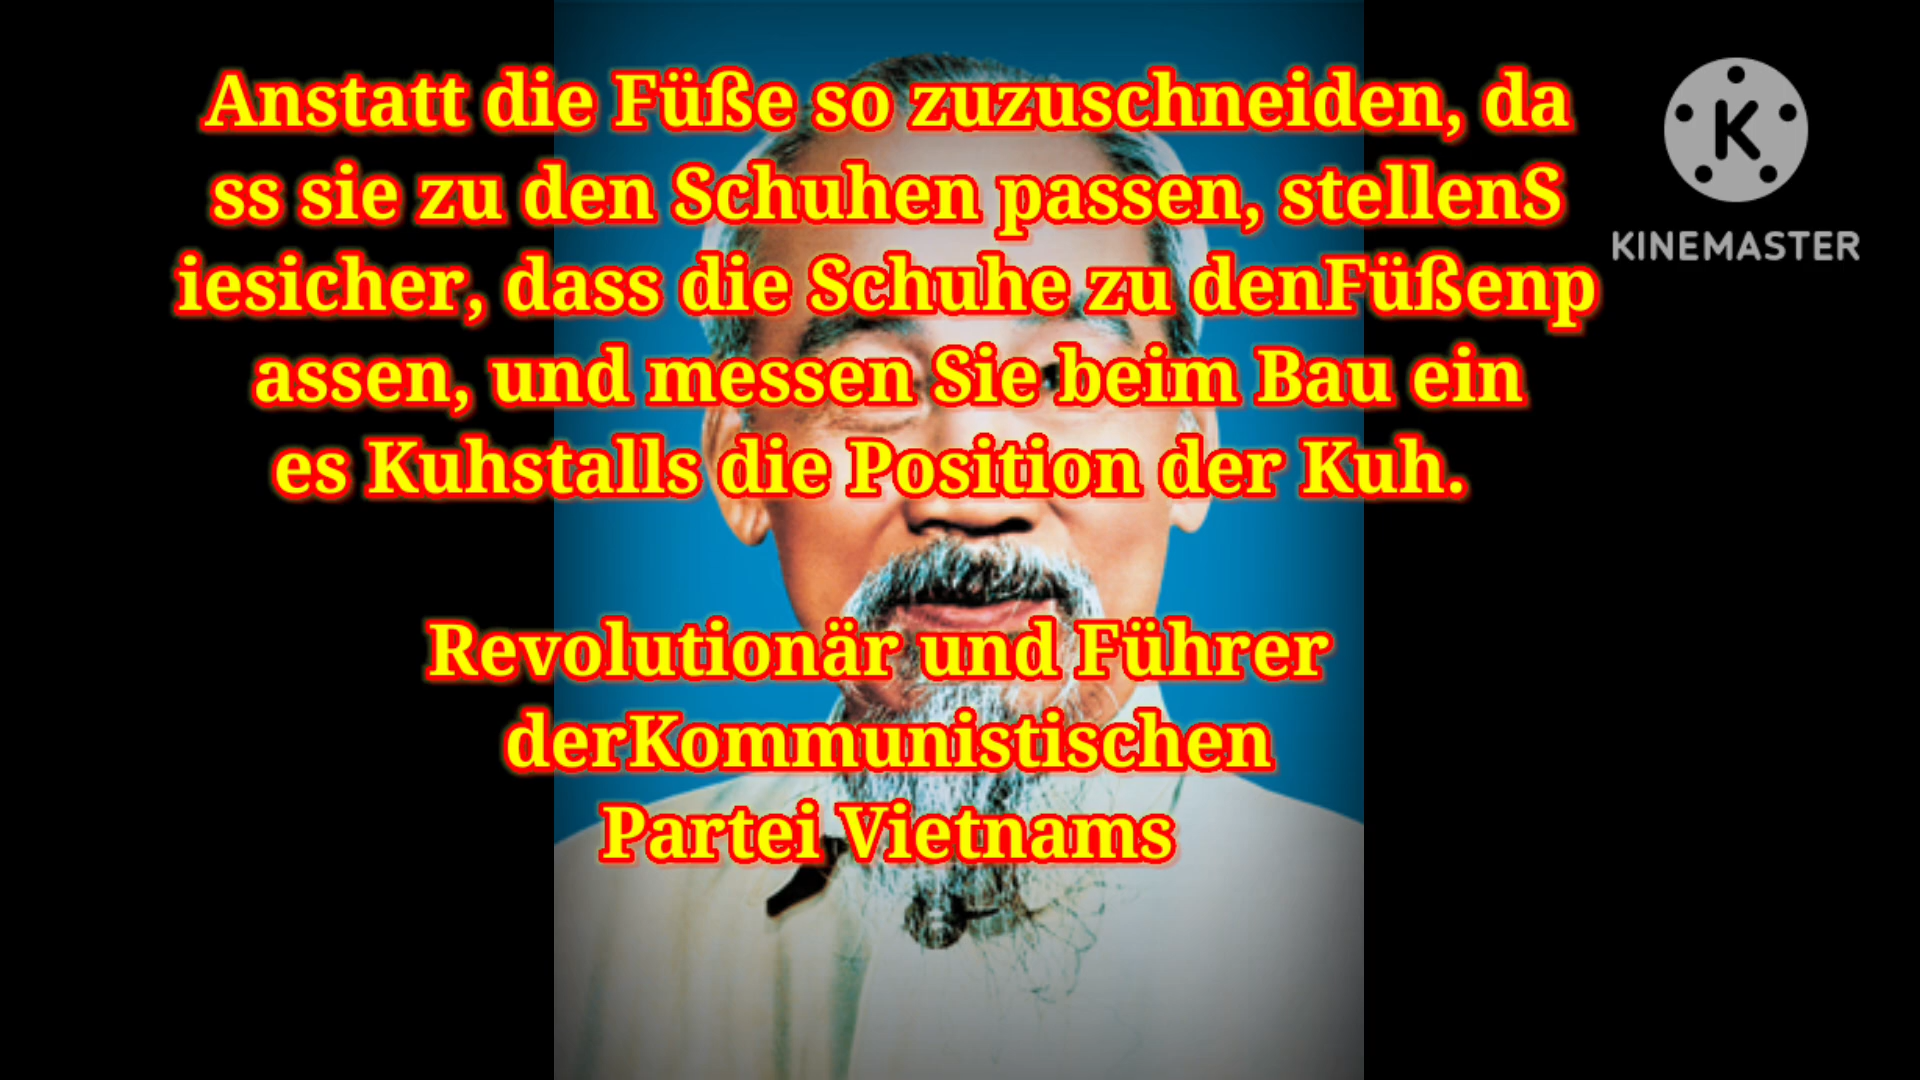 Anstatt die Füße so zuzuschneiden, da
ss sie zu den Schuhen passen, stellenS
iesicher, dass die Schuhe zu denFüßenp
assen, und messen Sie beim Bau ein
es Kuhstalls die Position der Kuh.
Revolutionär und Führer
derKommunistischen
Partei Vietnams
K
KINEMASTER